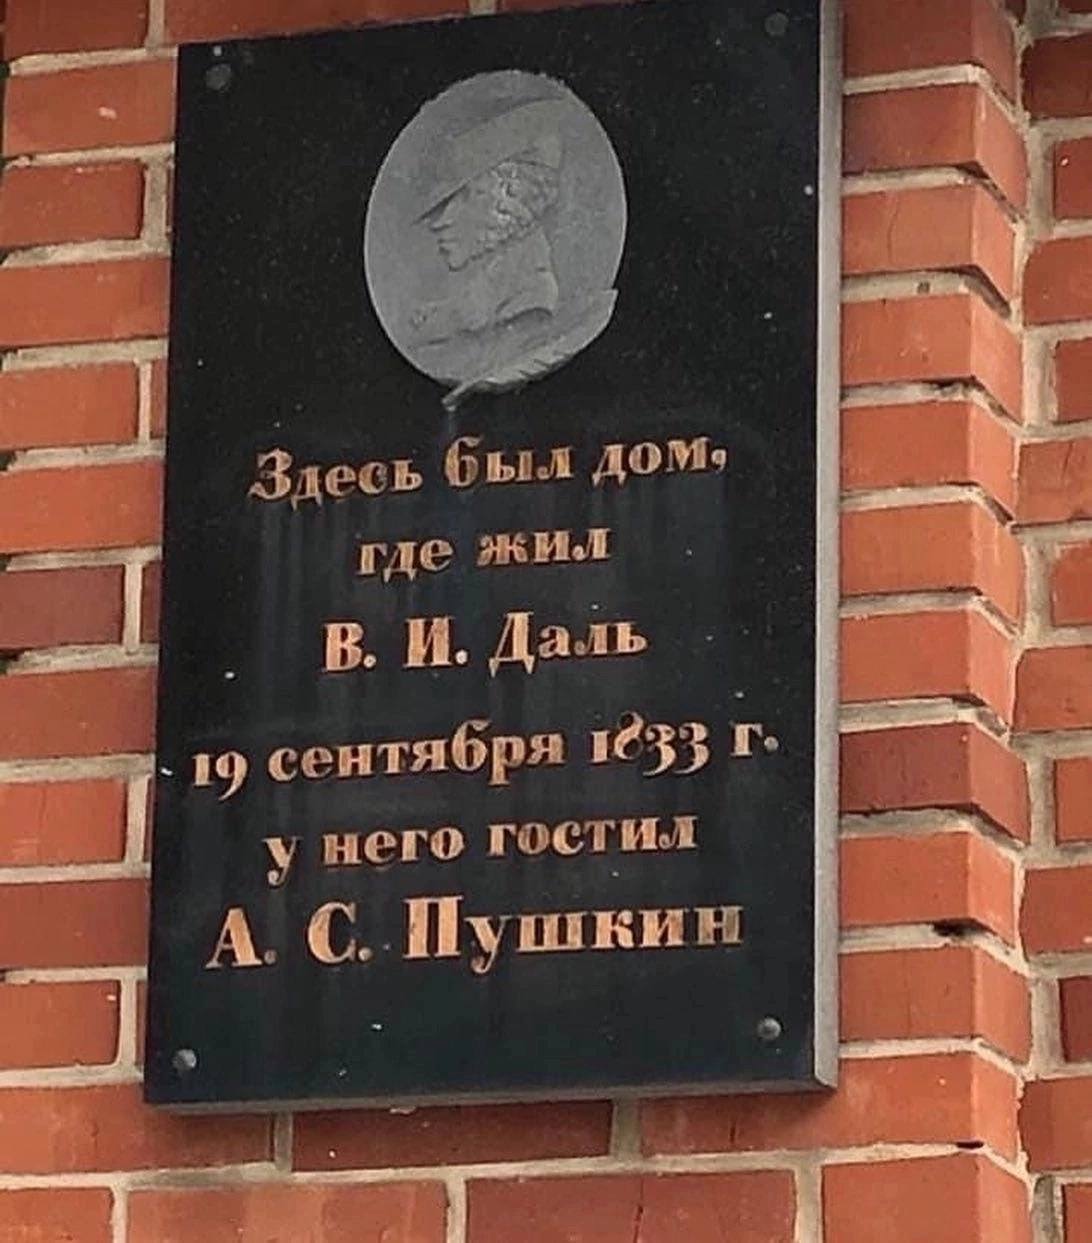 Здесь был дом,
где жил
В. И. Даль
19 сентября 1833 г.
у него гостил
А. С. Пушкин